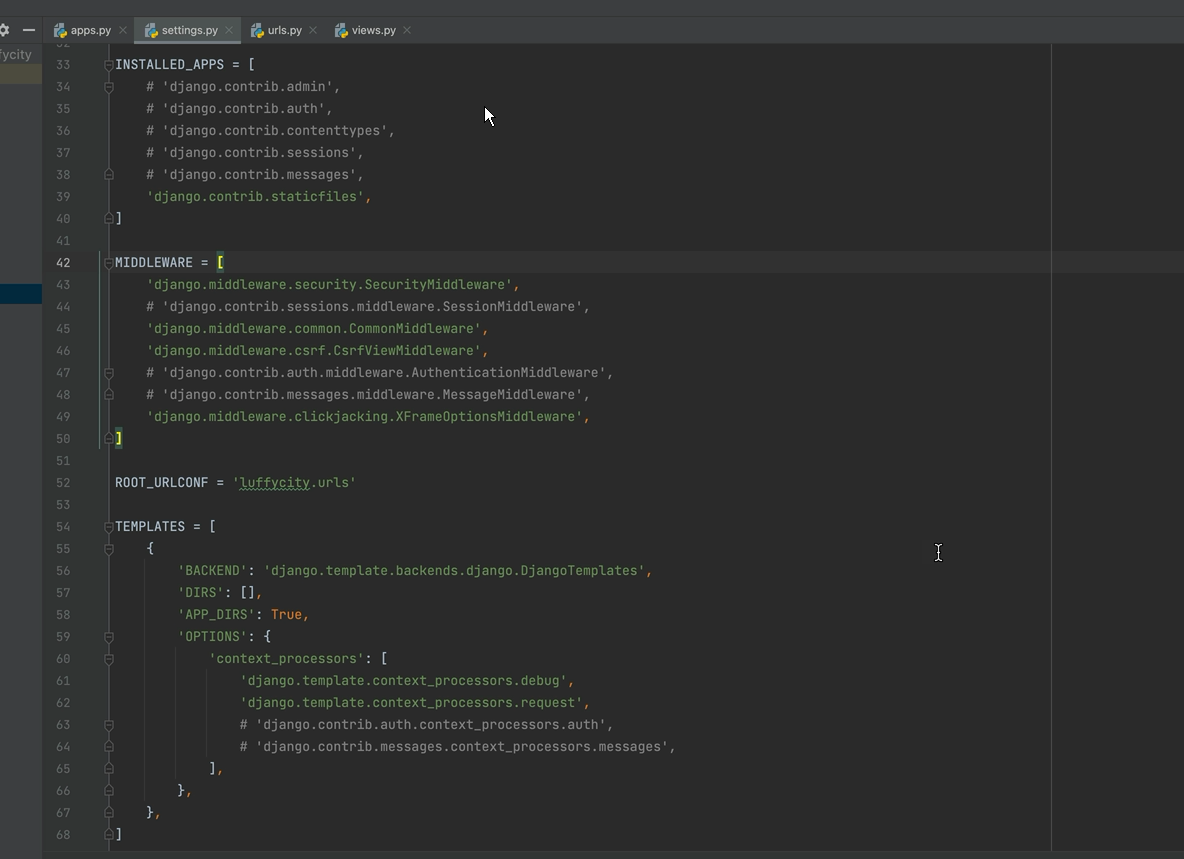 apps.py settings.py urls.py views.py
fycity
32
33 INSTALLED_APPS = [
34     # 'django.contrib.admin',
35     # 'django.contrib.auth',
36     # 'django.contrib.contenttypes',
37     # 'django.contrib.sessions',
38     # 'django.contrib.messages',
39     'django.contrib.staticfiles',
40 ]
41
42 MIDDLEWARE = [
43     'django.middleware.security.SecurityMiddleware',
44     # 'django.contrib.sessions.middleware.SessionMiddleware',
45     'django.middleware.common.CommonMiddleware',
46     'django.middleware.csrf.CsrfViewMiddleware',
47     # 'django.contrib.auth.middleware.AuthenticationMiddleware',
48     # 'django.contrib.messages.middleware.MessageMiddleware',
49     'django.middleware.clickjacking.XFrameOptionsMiddleware',
50 ]
51
52 ROOT_URLCONF = 'luffycity.urls'
53
54 TEMPLATES = [
55     {
56         'BACKEND': 'django.template.backends.django.DjangoTemplates',
57         'DIRS': [],
58         'APP_DIRS': True,
59         'OPTIONS': {
60             'context_processors': [
61                 'django.template.context_processors.debug',
62                 'django.template.context_processors.request',
63                 # 'django.contrib.auth.context_processors.auth',
64                 # 'django.contrib.messages.context_processors.messages',
65             ],
66         },
67     },
68 ]